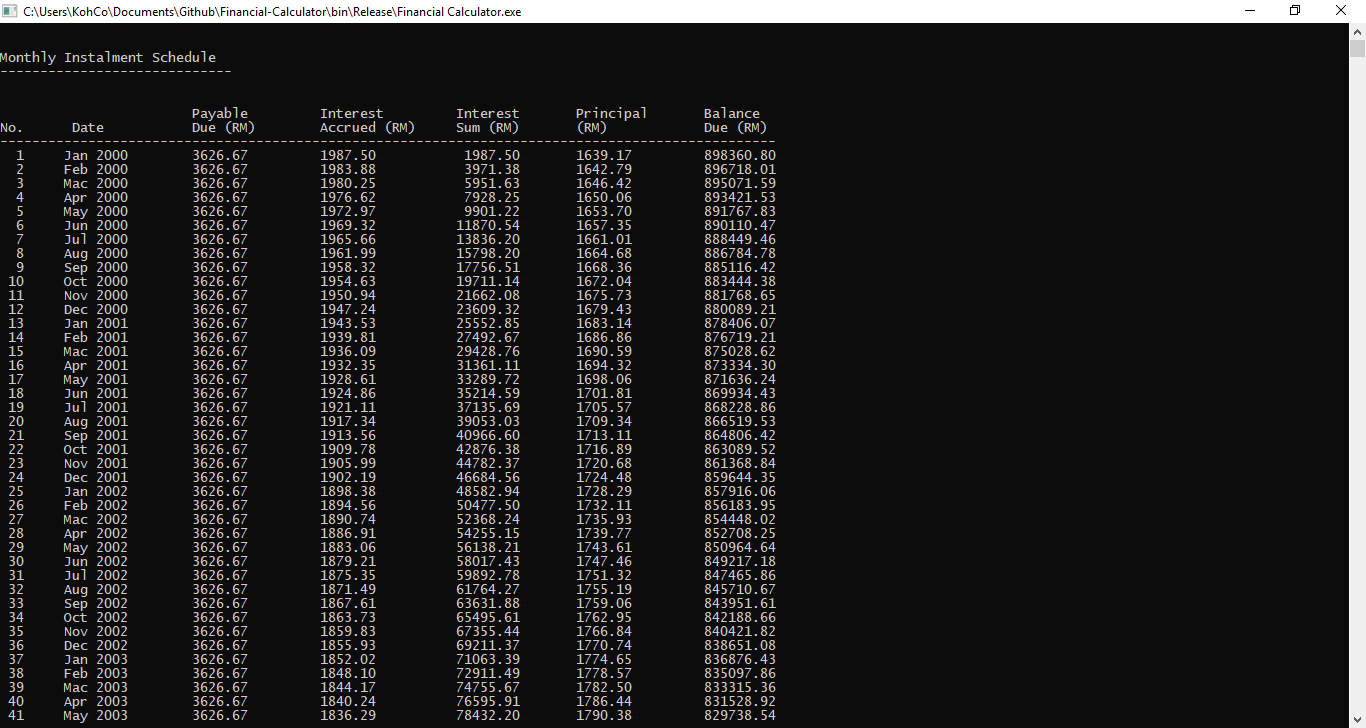 C:\Users\KohCo\Documents\Github\Financial-Calculator\bin\Release\Financial Calculator.exe
Monthly Instalment Schedule
-----------------------------
Payable Interest Interest Principal Balance
No. Date Due (RM) Accrued (RM) Sum (RM) (RM) Due (RM)
-------------------------------------------------------------------------------------------------
1 Jan 2000 3626.67 1987.50 1987.50 1639.17 898360.80
2 Feb 2000 3626.67 1983.88 3971.38 1642.79 896718.01
3 Mac 2000 3626.67 1980.25 5951.63 1646.42 895071.59
4 Apr 2000 3626.67 1976.62 7928.25 1650.06 893421.53
5 May 2000 3626.67 1972.97 9901.22 1653.70 891767.83
6 Jun 2000 3626.67 1969.32 11870.54 1657.35 890110.47
7 Jul 2000 3626.67 1965.66 13836.20 1661.01 888449.46
8 Aug 2000 3626.67 1961.99 15798.20 1664.68 886784.78
9 Sep 2000 3626.67 1958.32 17756.51 1668.36 885116.42
10 Oct 2000 3626.67 1954.63 19711.14 1672.04 883444.38
11 Nov 2000 3626.67 1950.94 21662.08 1675.73 881768.65
12 Dec 2000 3626.67 1947.24 23609.32 1679.43 880089.21
13 Jan 2001 3626.67 1943.53 25552.85 1683.14 878406.07
14 Feb 2001 3626.67 1939.81 27492.67 1686.86 876719.21
15 Mac 2001 3626.67 1936.09 29428.76 1690.59 875028.62
16 Apr 2001 3626.67 1932.35 31361.11 1694.32 873334.30
17 May 2001 3626.67 1928.61 33289.72 1698.06 871636.24
18 Jun 2001 3626.67 1924.86 35214.59 1701.81 869934.43
19 Jul 2001 3626.67 1921.11 37135.69 1705.57 868228.86
20 Aug 2001 3626.67 1917.34 39053.03 1709.34 866519.53
21 Sep 2001 3626.67 1913.56 40966.60 1713.11 864806.42
22 Oct 2001 3626.67 1909.78 42876.38 1716.89 863089.52
23 Nov 2001 3626.67 1905.99 44782.37 1720.68 861368.84
24 Dec 2001 3626.67 1902.19 46684.56 1724.48 859644.35
25 Jan 2002 3626.67 1898.38 48582.94 1728.29 857916.06
26 Feb 2002 3626.67 1894.56 50477.50 1732.11 856183.95
27 Mac 2002 3626.67 1890.74 52368.24 1735.93 854448.02
28 Apr 2002 3626.67 1886.91 54255.15 1739.77 852708.25
29 May 2002 3626.67 1883.06 56138.21 1743.61 850964.64
30 Jun 2002 3626.67 1879.21 58017.43 1747.46 849217.18
31 Jul 2002 3626.67 1875.35 59892.78 1751.32 847465.86
32 Aug 2002 3626.67 1871.49 61764.27 1755.19 845710.67
33 Sep 2002 3626.67 1867.61 63631.88 1759.06 843951.61
34 Oct 2002 3626.67 1863.73 65495.61 1762.95 842188.66
35 Nov 2002 3626.67 1859.83 67355.44 1766.84 840421.82
36 Dec 2002 3626.67 1855.93 69211.37 1770.74 838651.08
37 Jan 2003 3626.67 1852.02 71063.39 1774.65 836876.43
38 Feb 2003 3626.67 1848.10 72911.49 1778.57 835097.86
39 Mac 2003 3626.67 1844.17 74755.67 1782.50 833315.36
40 Apr 2003 3626.67 1840.24 76595.91 1786.44 831528.92
41 May 2003 3626.67 1836.29 78432.20 1790.38 829738.54